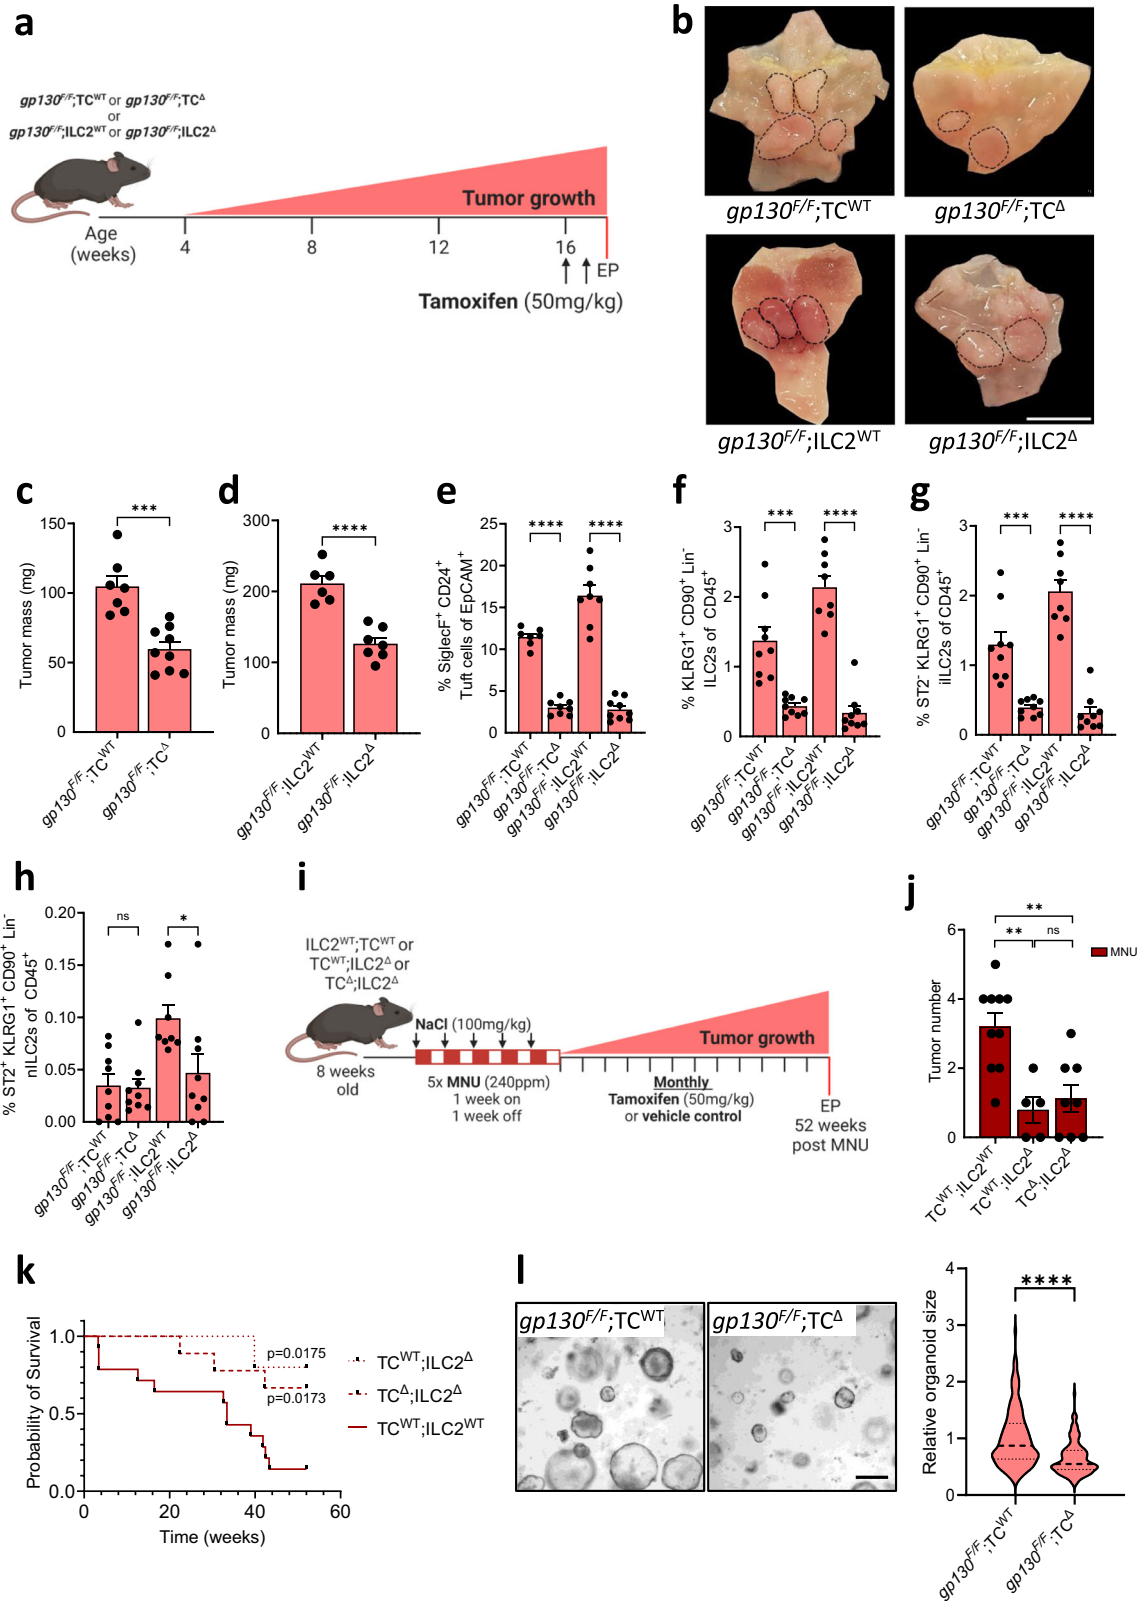 a
gp130F/F;TCWT or gp130F/F;TCΔ
or
gp130F/F;ILC2WT or gp130F/F;ILC2Δ
Tumor growth
Age
(weeks)
4
8
12
16
EP
Tamoxifen (50mg/kg)
b
gp130F/F;TCWT
gp130F/F;TCΔ
gp130F/F;ILC2WT
gp130F/F;ILC2Δ
c
Tumor mass (mg)
150
100
50
0
***
gp130F/F;TCWT
gp130F/F;TCΔ
d
Tumor mass (mg)
300
200
100
0
****
gp130F/F;ILC2WT
gp130F/F;ILC2Δ
e
% SiglecF+ CD24+
Tuft cells of EpCAM+
25
20
15
10
5
0
**** ****
gp130F/F;TCWT
gp130F/F;TCΔ
gp130F/F;ILC2WT
gp130F/F;ILC2Δ
f
% KLRG1+ CD90+ Lin-
ILC2s of CD45+
3
2
1
0
*** ****
gp130F/F;TCWT
gp130F/F;TCΔ
gp130F/F;ILC2WT
gp130F/F;ILC2Δ
g
% ST2- KLRG1+ CD90+ Lin-
iILC2s of CD45+
3
2
1
0
*** ****
gp130F/F;TCWT
gp130F/F;TCΔ
gp130F/F;ILC2WT
gp130F/F;ILC2Δ
h
% ST2+ KLRG1+ CD90+ Lin-
nILC2s of CD45+
0.20
0.15
0.10
0.05
0.00
ns *
gp130F/F;TCWT
gp130F/F;TCΔ
gp130F/F;ILC2WT
gp130F/F;ILC2Δ
i
ILC2WT;TCWT or
TCWT;ILC2Δ or
TCΔ;ILC2Δ
NaCl (100mg/kg)
Tumor growth
8 weeks
old
5x MNU (240ppm)
1 week on
1 week off
Monthly
Tamoxifen (50mg/kg)
or vehicle control
EP
52 weeks
post MNU
j
Tumor number
6
4
2
0
**
** ns
MNU
TCWT;ILC2WT
TCWT;ILC2Δ
TCΔ;ILC2Δ
k
Probability of Survival
1.0
0.5
0.0
p=0.0175
p=0.0173
TCWT;ILC2Δ
TCΔ;ILC2Δ
TCWT;ILC2WT
0
20
40
60
Time (weeks)
l
gp130F/F;TCWT
gp130F/F;TCΔ
Relative organoid size
4
3
2
1
0
****
gp130F/F;TCWT
gp130F/F;TCΔ